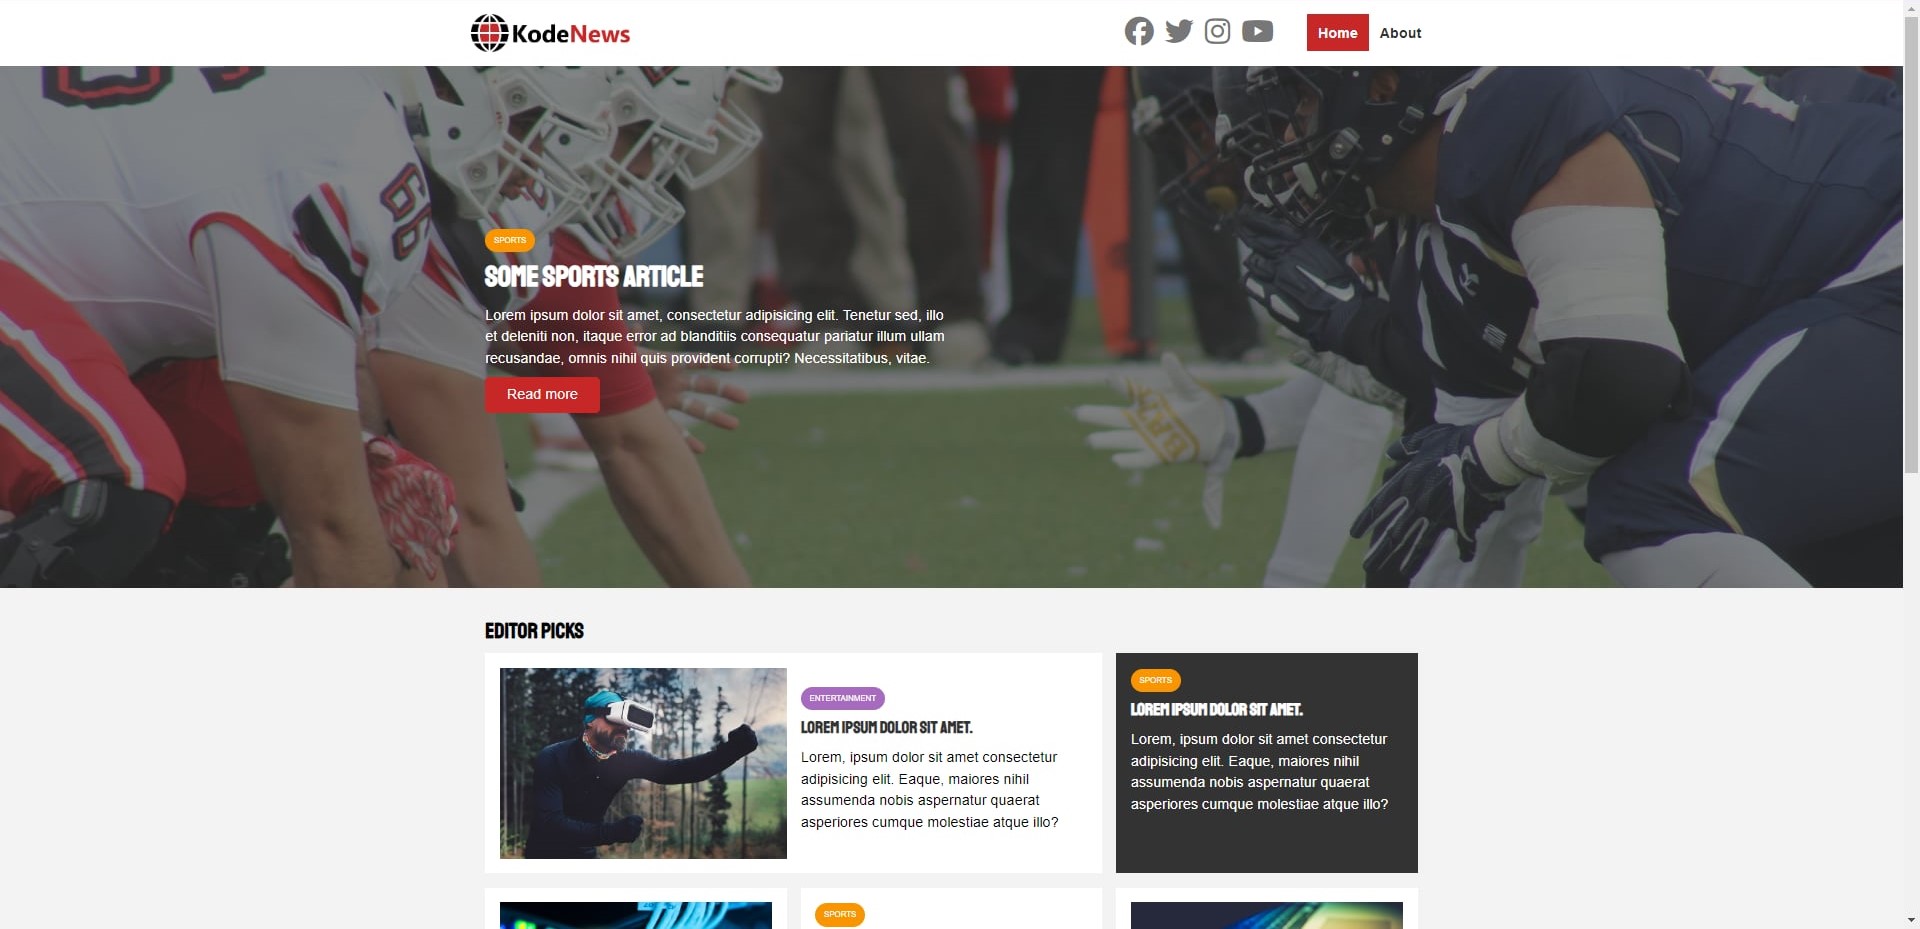 KodeNews
Home About
SPORTS
SOME SPORTS ARTICLE
Lorem ipsum dolor sit amet, consectetur adipisicing elit. Tenetur sed, illo
et deleniti non, itaque error ad blanditiis consequatur pariatur illum ullam
recusandae, omnis nihil quis provident corrupti? Necessitatibus, vitae.
Read more
66
EDITOR PICKS
ENTERTAINMENT
LOREM IPSUM DOLOR SIT AMET.
Lorem, ipsum dolor sit amet consectetur
adipisicing elit. Eaque, maiores nihil
assumenda nobis aspernatur quaerat
asperiores cumque molestiae atque illo?
SPORTS
LOREM IPSUM DOLOR SIT AMET.
Lorem, ipsum dolor sit amet consectetur
adipisicing elit. Eaque, maiores nihil
assumenda nobis aspernatur quaerat
asperiores cumque molestiae atque illo?
SPORTS